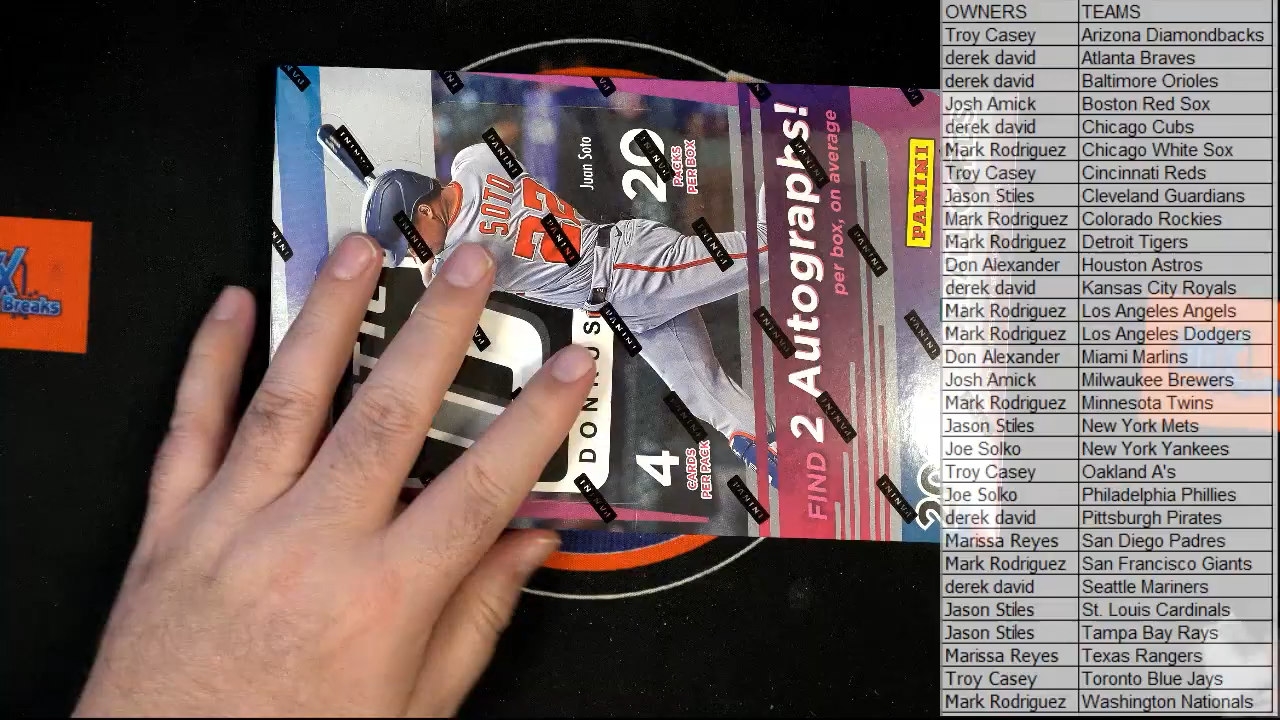 X
Breaks
Juan Soto
20
PACKS
PER BOX
SOTO
22
DONRUSS
4
CARDS
PER PACK
FIND 2 Autographs!
per box, on average
PANINI
OWNERS TEAMS
Troy Casey Arizona Diamondbacks
derek david Atlanta Braves
derek david Baltimore Orioles
Josh Amick Boston Red Sox
derek david Chicago Cubs
Mark Rodriguez Chicago White Sox
Troy Casey Cincinnati Reds
Jason Stiles Cleveland Guardians
Mark Rodriguez Colorado Rockies
Mark Rodriguez Detroit Tigers
Don Alexander Houston Astros
derek david Kansas City Royals
Mark Rodriguez Los Angeles Angels
Mark Rodriguez Los Angeles Dodgers
Don Alexander Miami Marlins
Josh Amick Milwaukee Brewers
Mark Rodriguez Minnesota Twins
Jason Stiles New York Mets
Joe Solko New York Yankees
Troy Casey Oakland A's
Joe Solko Philadelphia Phillies
derek david Pittsburgh Pirates
Marissa Reyes San Diego Padres
Mark Rodriguez San Francisco Giants
derek david Seattle Mariners
Jason Stiles St. Louis Cardinals
Jason Stiles Tampa Bay Rays
Marissa Reyes Texas Rangers
Troy Casey Toronto Blue Jays
Mark Rodriguez Washington Nationals